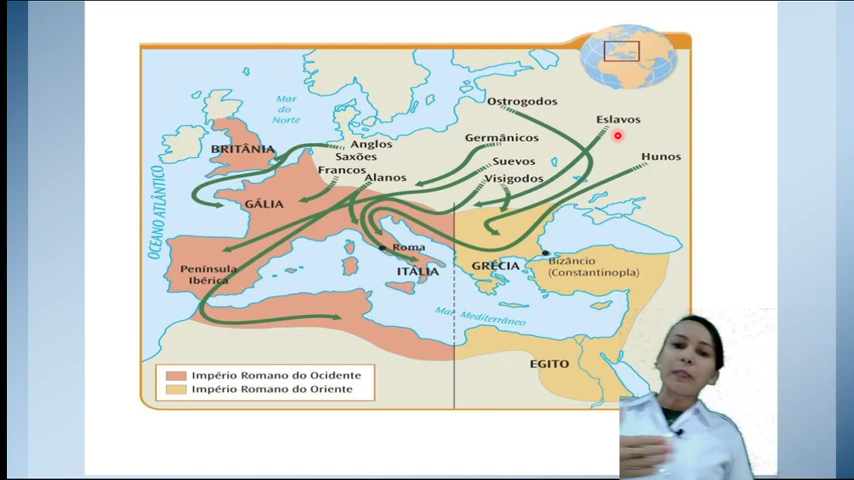 Mar
do
Norte
Ostrogodos
Eslavos
Germânicos
BRITÂNIA
Anglos
Saxões
Suevos
Hunos
Francos
Alanos
Visigodos
OCEANO ATLÂNTICO
GÁLIA
Roma
Península
Ibérica
ITÁLIA
GRÉCIA
Bizâncio
(Constantinopla)
Mar Mediterrâneo
EGITO
Império Romano do Ocidente
Império Romano do Oriente